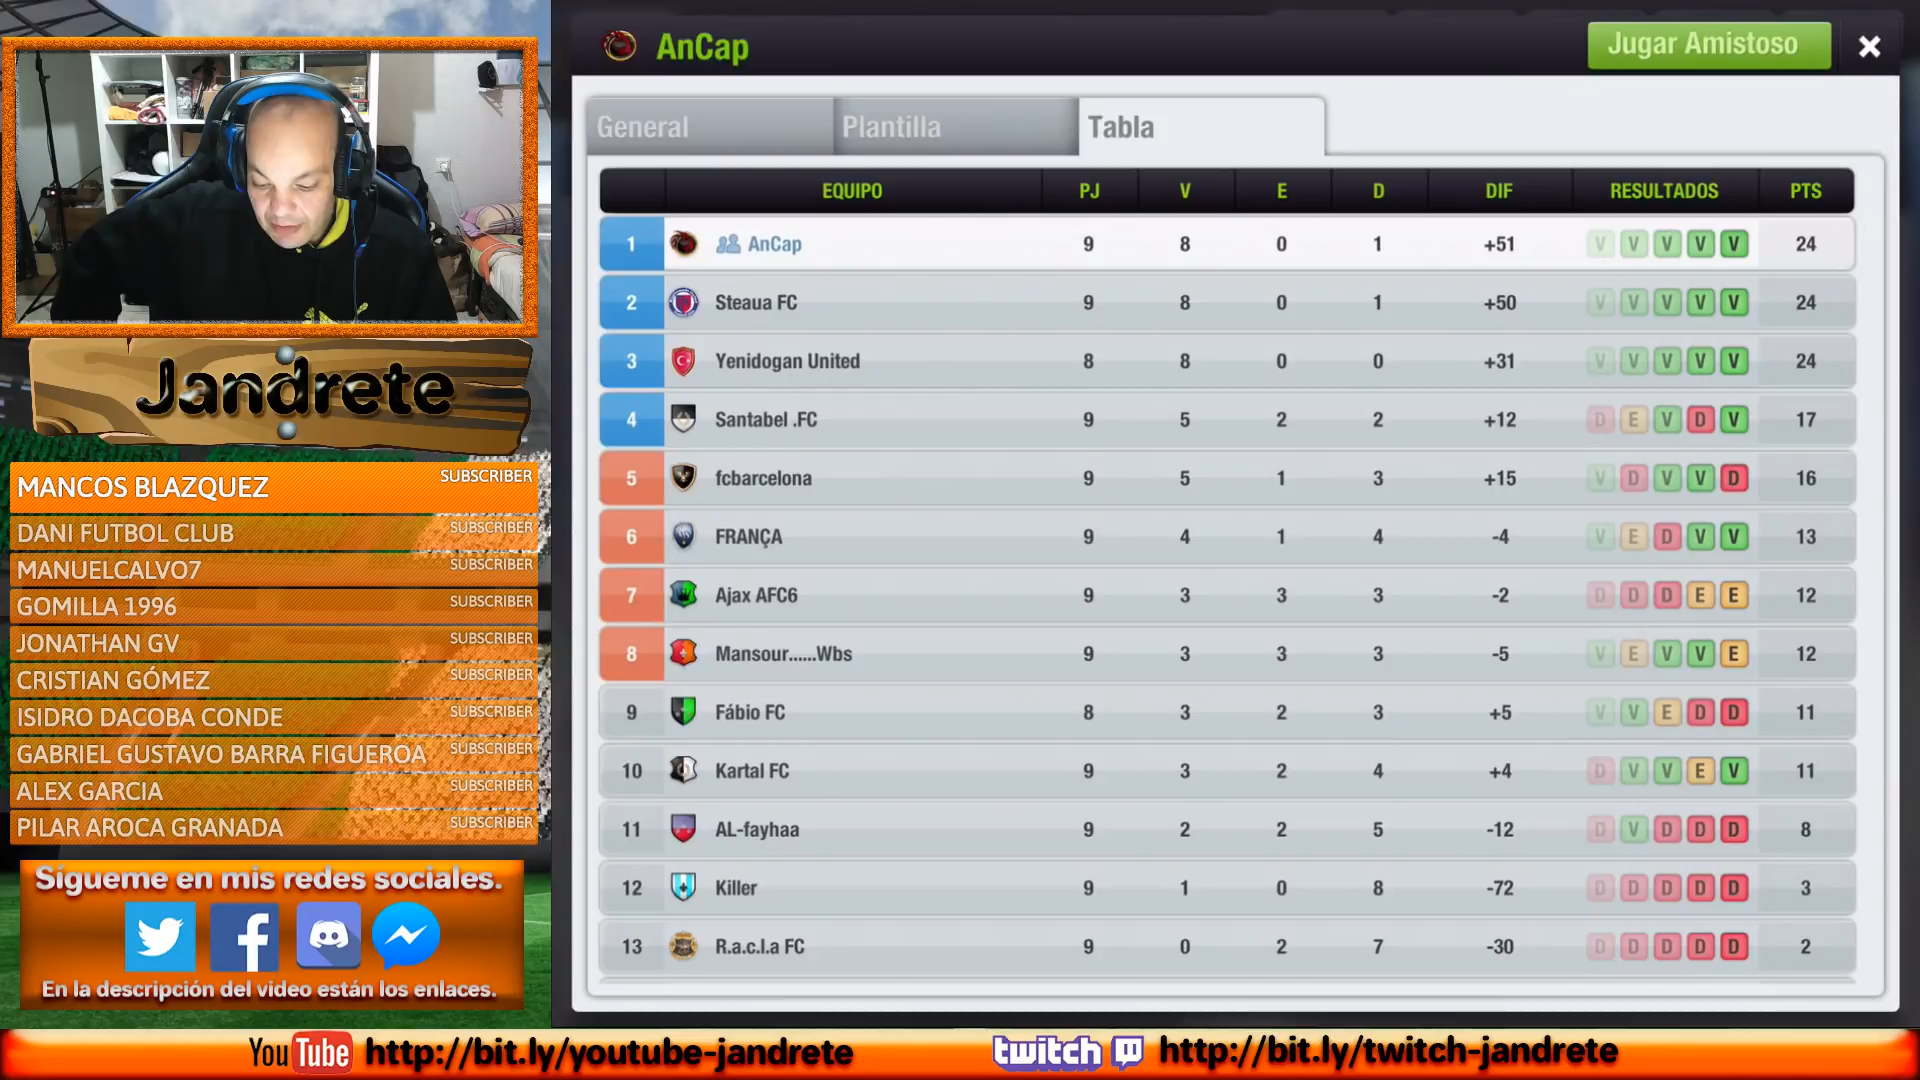 AnCap
Jugar Amistoso
General Plantilla Tabla
EQUIPO PJ V E D DIF RESULTADOS PTS
1 AnCap 9 8 0 1 +51 V V V V V 24
2 Steaua FC 9 8 0 1 +50 V V V V V 24
3 Yenidogan United 8 8 0 0 +31 V V V V V 24
4 Santabel .FC 9 5 2 2 +12 D E V D V 17
5 fcbarcelona 9 5 1 3 +15 V D V V D 16
6 FRANÇA 9 4 1 4 -4 V E D V V 13
7 Ajax AFC6 9 3 3 3 -2 D D D E E 12
8 Mansour......Wbs 9 3 3 3 -5 V E V V E 12
9 Fábio FC 8 3 2 3 +5 V V E D D 11
10 Kartal FC 9 3 2 4 +4 D V V E V 11
11 AL-fayhaa 9 2 2 5 -12 D V D D D 8
12 Killer 9 1 0 8 -72 D D D D D 3
13 R.a.c.l.a FC 9 0 2 7 -30 D D D D D 2
Jandrete
MANCOS BLAZQUEZ SUBSCRIBER
DANI FUTBOL CLUB SUBSCRIBER
MANUELCALVO7 SUBSCRIBER
GOMILLA 1996 SUBSCRIBER
JONATHAN GV SUBSCRIBER
CRISTIAN GÓMEZ SUBSCRIBER
ISIDRO DACOBA CONDE SUBSCRIBER
GABRIEL GUSTAVO BARRA FIGUEROA SUBSCRIBER
ALEX GARCIA SUBSCRIBER
PILAR AROCA GRANADA SUBSCRIBER
Sígueme en mis redes sociales.
En la descripción del video están los enlaces.
YouTube http://bit.ly/youtube-jandrete
twitch http://bit.ly/twitch-jandrete